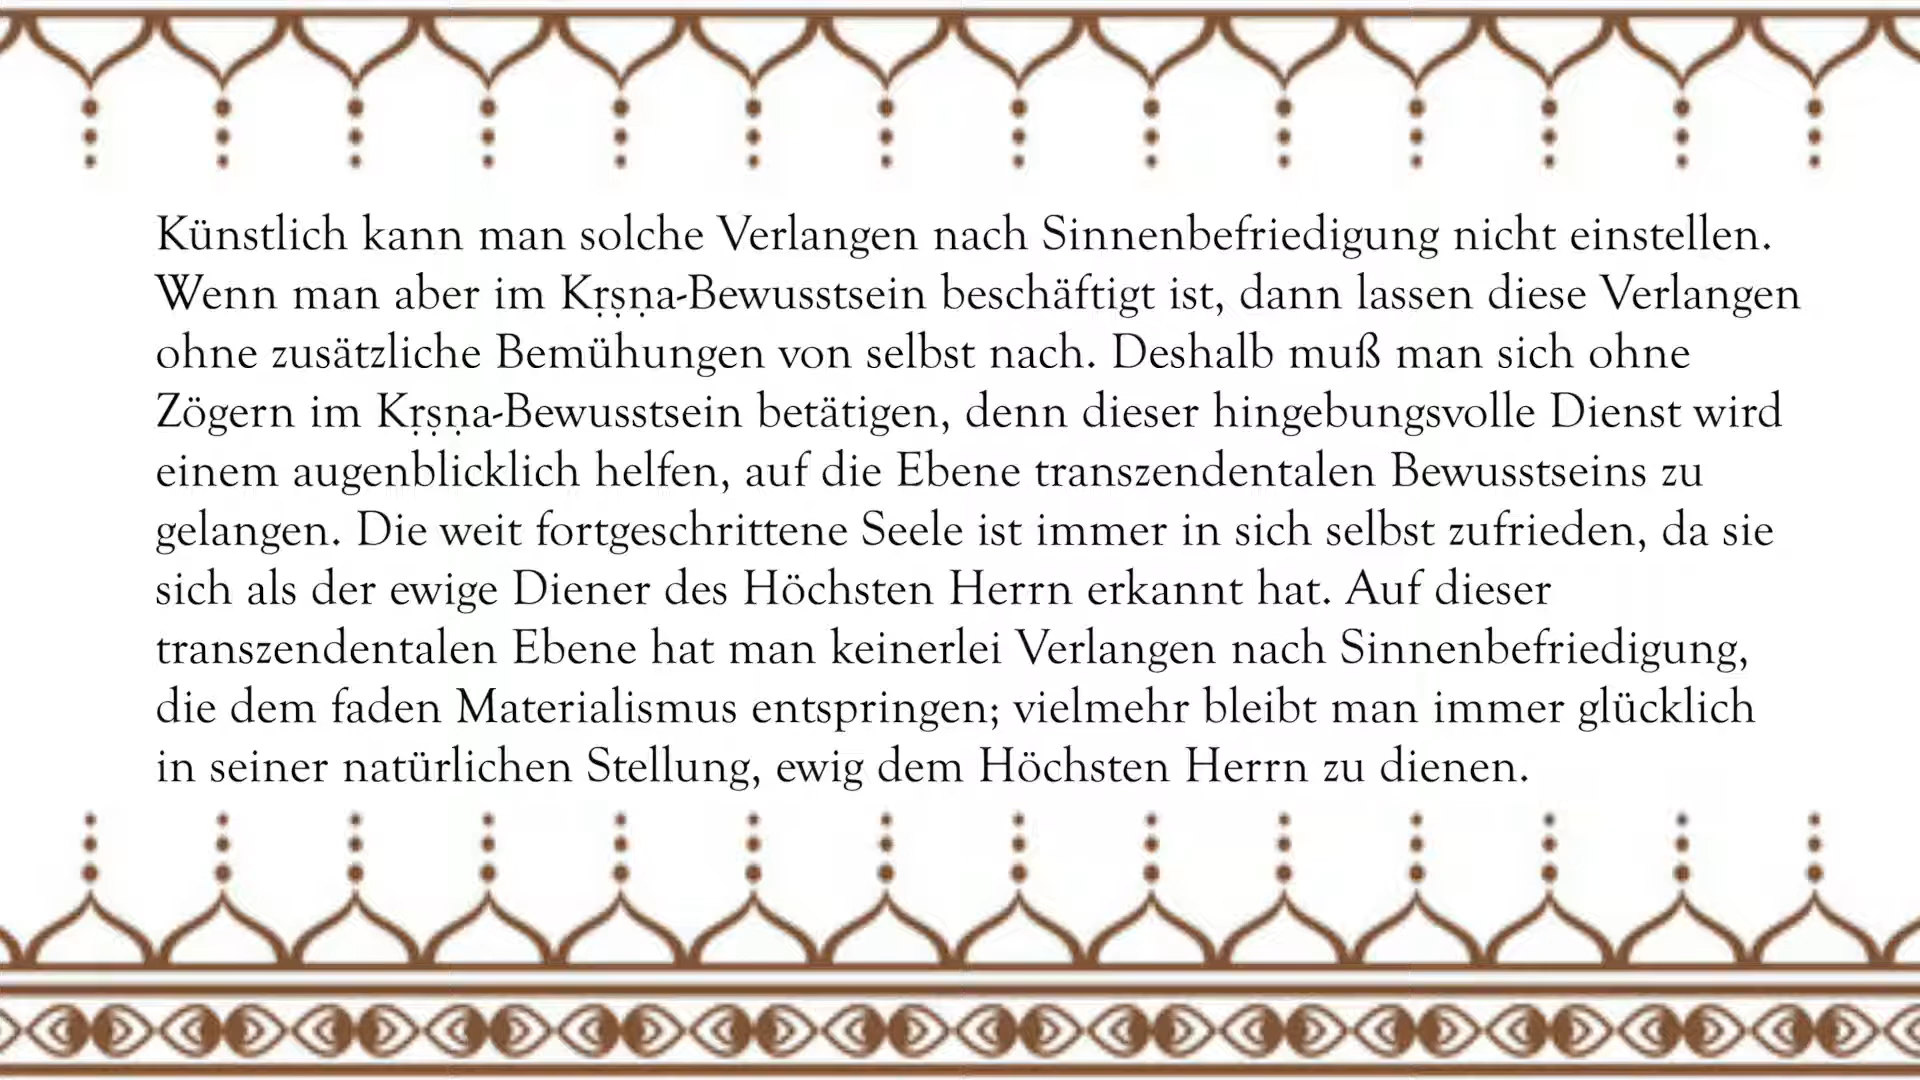 Künstlich kann man solche Verlangen nach Sinnenbefriedigung nicht einstellen.
Wenn man aber im Kṛṣṇa-Bewusstsein beschäftigt ist, dann lassen diese Verlangen
ohne zusätzliche Bemühungen von selbst nach. Deshalb muß man sich ohne
Zögern im Kṛṣṇa-Bewusstsein betätigen, denn dieser hingebungsvolle Dienst wird
einem augenblicklich helfen, auf die Ebene transzendentalen Bewusstseins zu
gelangen. Die weit fortgeschrittene Seele ist immer in sich selbst zufrieden, da sie
sich als der ewige Diener des Höchsten Herrn erkannt hat. Auf dieser
transzendentalen Ebene hat man keinerlei Verlangen nach Sinnenbefriedigung,
die dem faden Materialismus entspringen; vielmehr bleibt man immer glücklich
in seiner natürlichen Stellung, ewig dem Höchsten Herrn zu dienen.